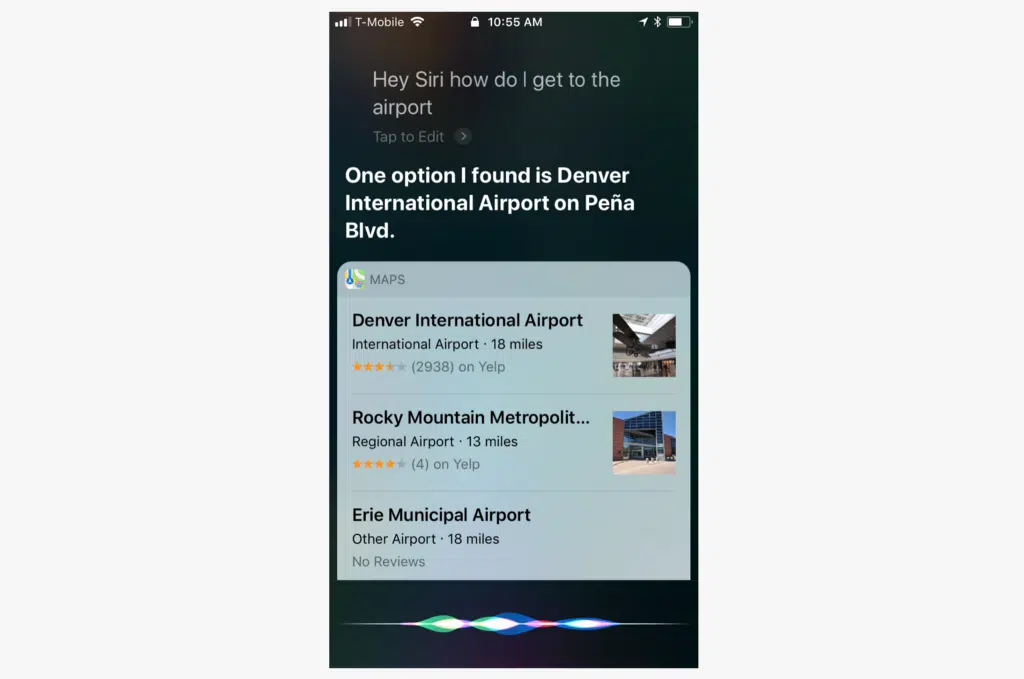 T-Mobile 10:55 AM
Hey Siri how do I get to the
airport
Tap to Edit
One option I found is Denver
International Airport on Peña
Blvd.
MAPS
Denver International Airport
International Airport · 18 miles
(2938) on Yelp
Rocky Mountain Metropolit...
Regional Airport · 13 miles
(4) on Yelp
Erie Municipal Airport
Other Airport · 18 miles
No Reviews